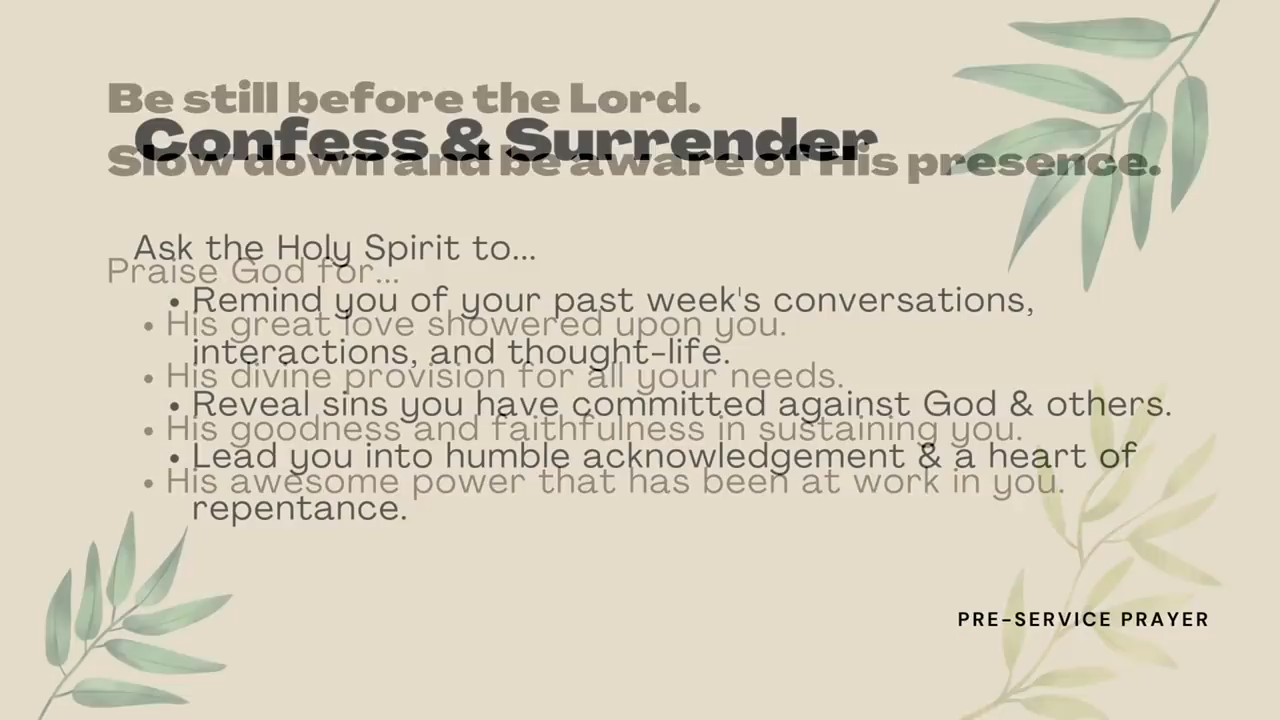 Be still before the Lord.
Confess & Surrender
Slow down and be aware of His presence.
Ask the Holy Spirit to...
Praise God for...
• Remind you of your past week's conversations,
• His great love showered upon you.
interactions, and thought-life.
• His divine provision for all your needs.
• Reveal sins you have committed against God & others.
• His goodness and faithfulness in sustaining you.
• Lead you into humble acknowledgement & a heart of
• His awesome power that has been at work in you.
repentance.
PRE-SERVICE PRAYER